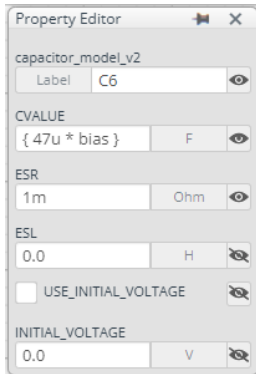 Property Editor
capacitor_model_v2
Label C6
CVALUE
{ 47u * bias } F
ESR
1m Ohm
ESL
0.0 H
USE_INITIAL_VOLTAGE
INITIAL_VOLTAGE
0.0 V